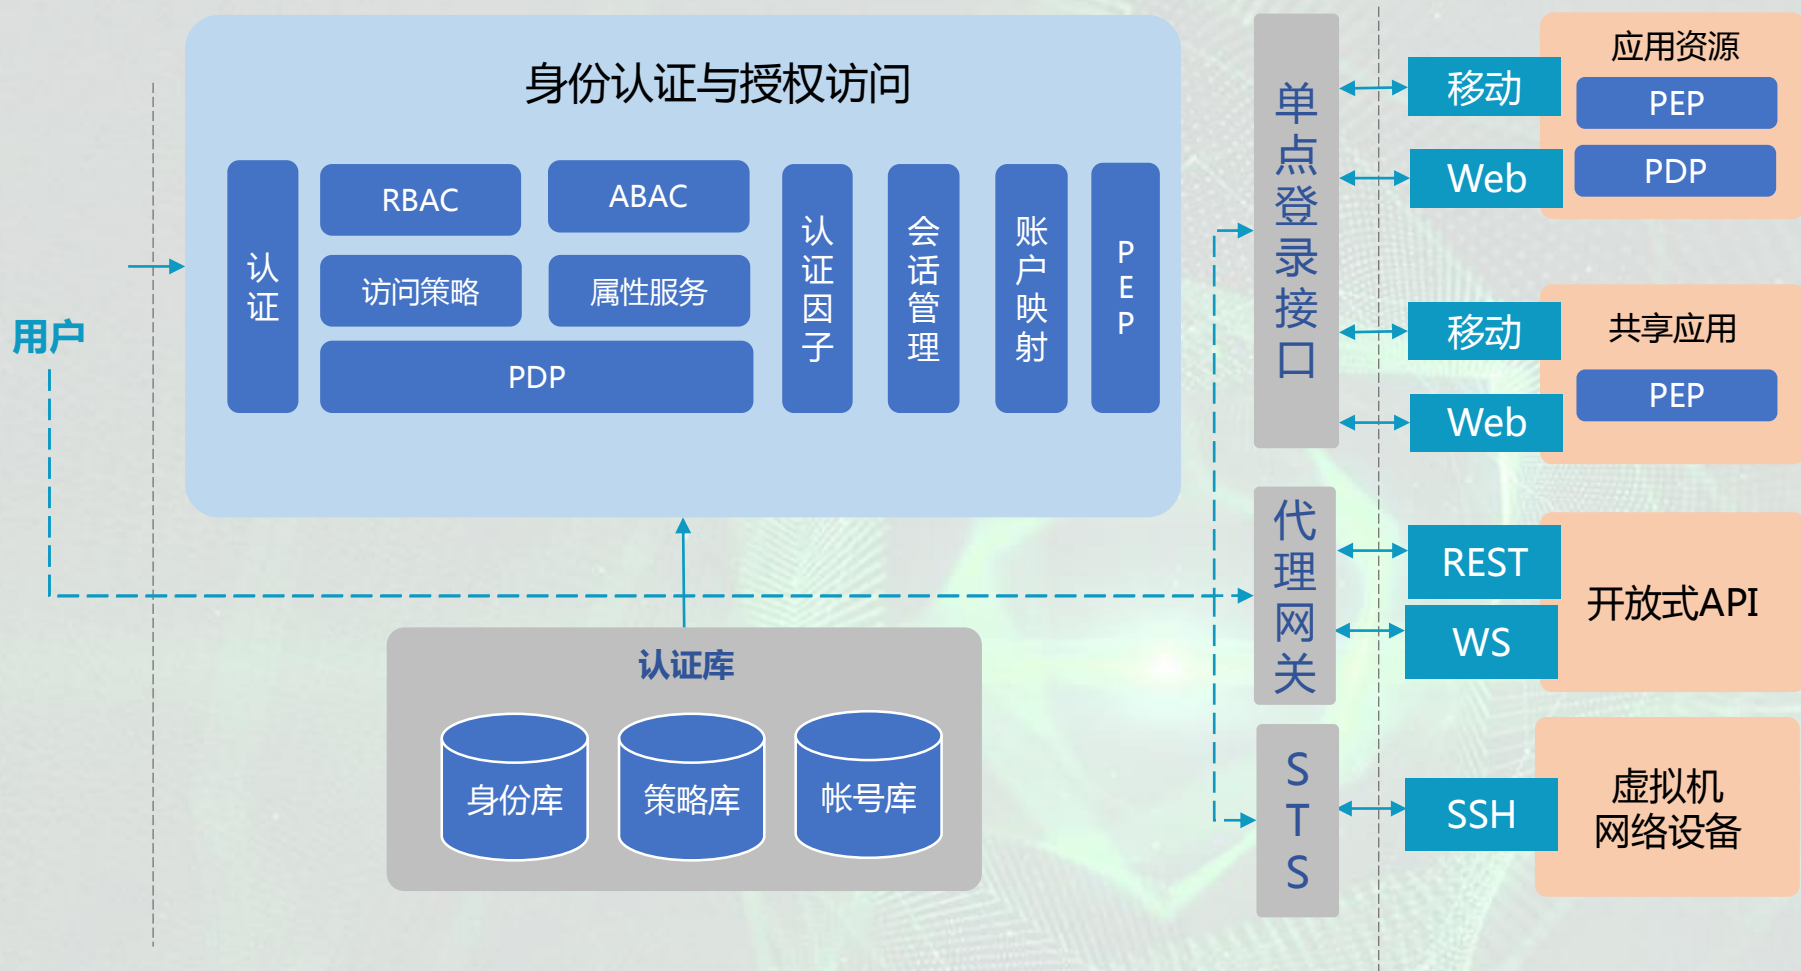 用户
身份认证与授权访问
认证
RBAC
ABAC
访问策略
属性服务
PDP
认证因子
会话管理
账户映射
PEP
认证库
身份库
策略库
帐号库
单点登录接口
代理网关
STS
移动
Web
应用资源
PEP
PDP
移动
Web
共享应用
PEP
REST
WS
开放式API
SSH
虚拟机
网络设备